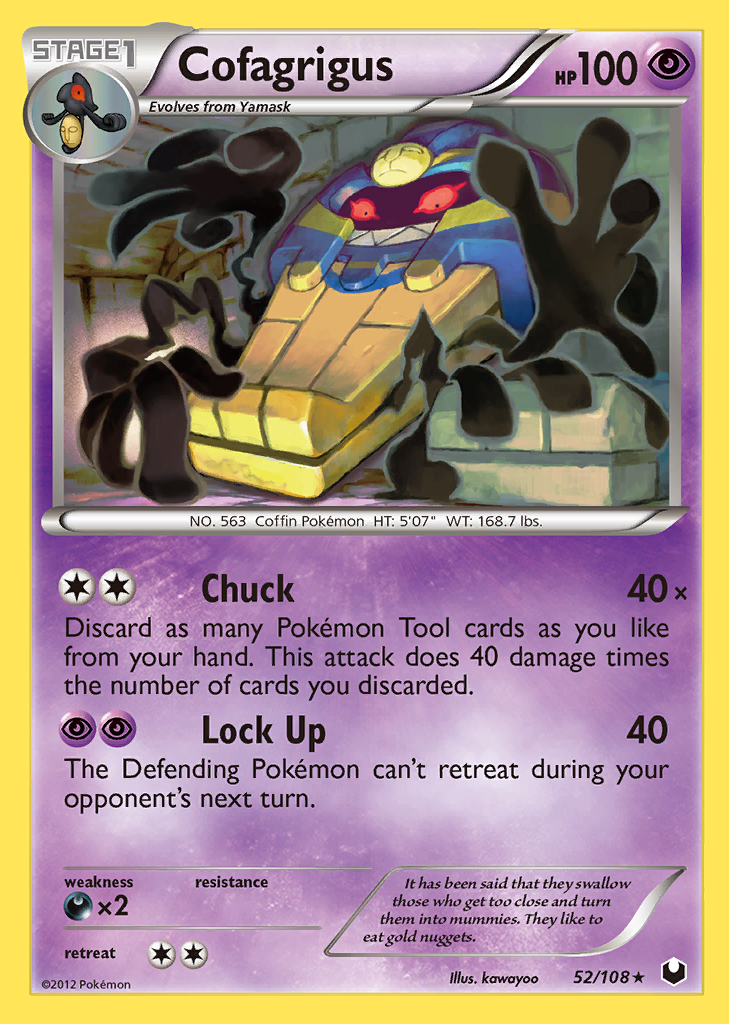 STAGE1
Cofagrigus
HP100
Evolves from Yamask
NO. 563 Coffin Pokémon HT: 5'07" WT: 168.7 lbs.
Chuck 40×
Discard as many Pokémon Tool cards as you like
from your hand. This attack does 40 damage times
the number of cards you discarded.
Lock Up 40
The Defending Pokémon can't retreat during your
opponent's next turn.
weakness resistance
×2
retreat
It has been said that they swallow
those who get too close and turn
them into mummies. They like to
eat gold nuggets.
©2012 Pokémon
Illus. kawayoo 52/108★